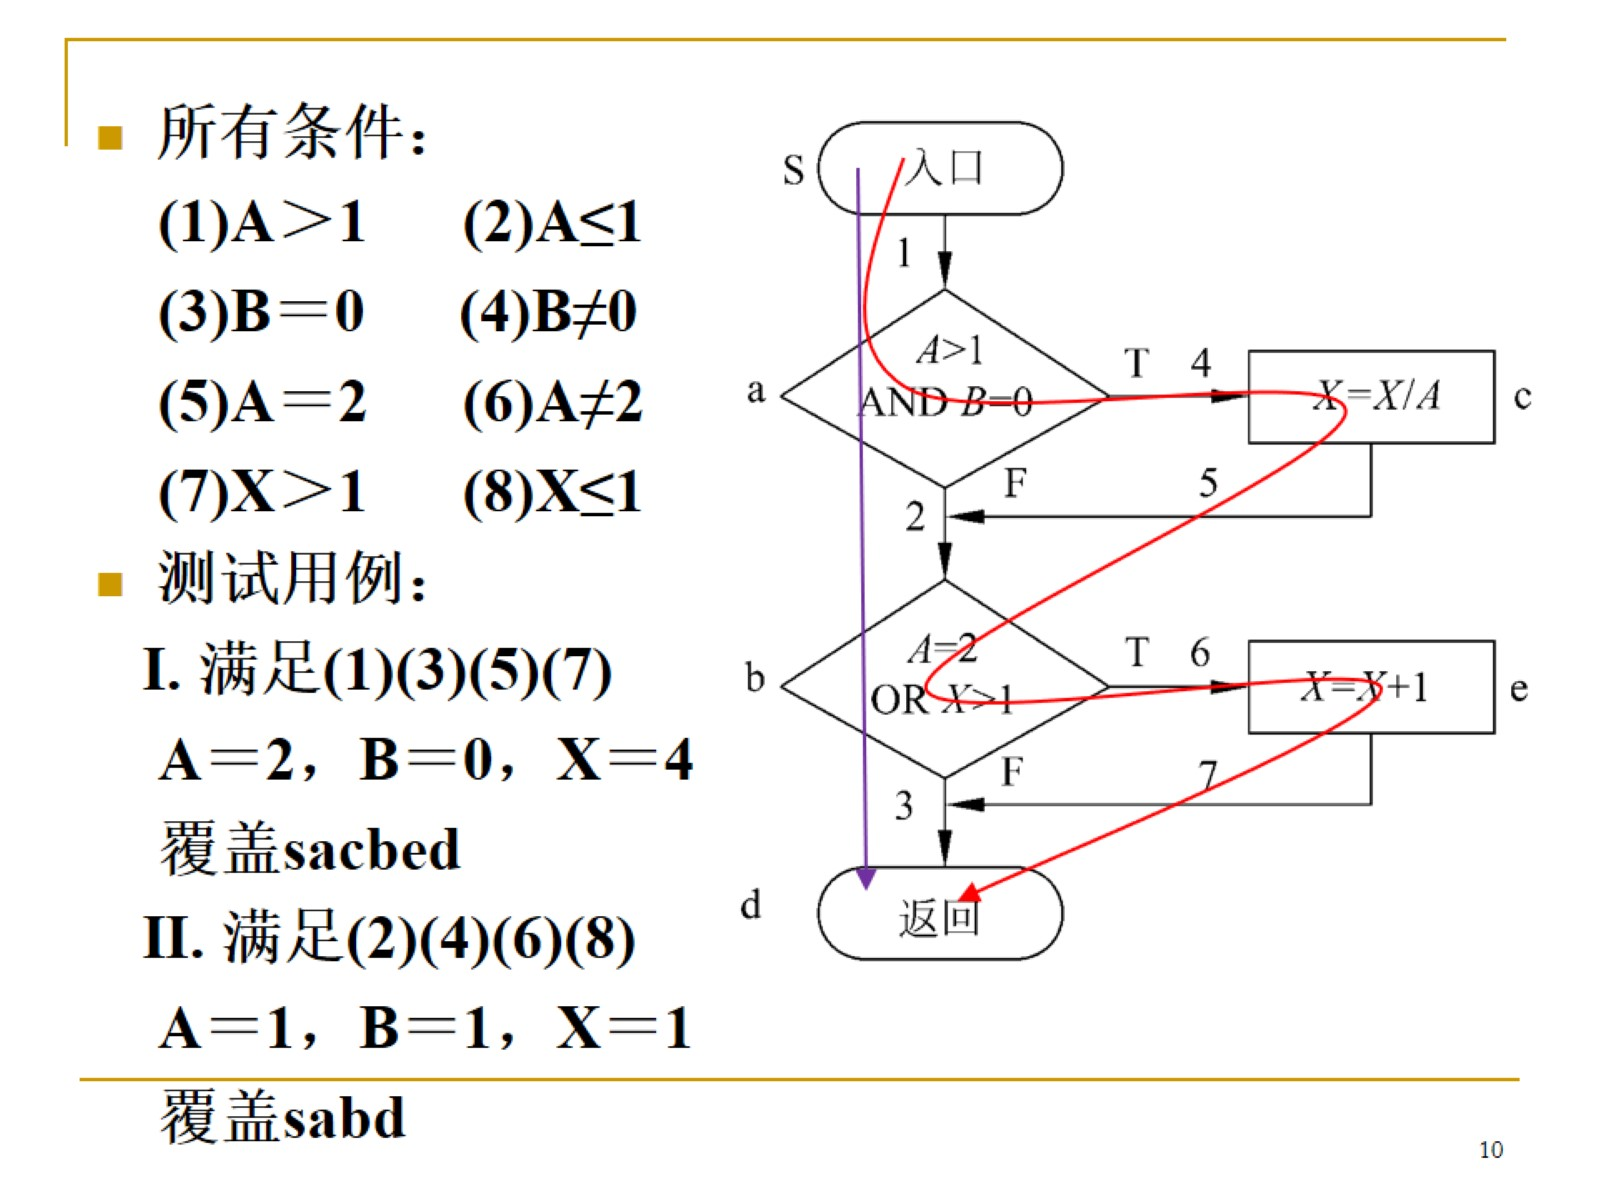 所有条件：
(1)A＞1 (2)A≤1
(3)B＝0 (4)B≠0
(5)A＝2 (6)A≠2
(7)X＞1 (8)X≤1
测试用例：
I. 满足(1)(3)(5)(7)
A＝2，B＝0，X＝4
覆盖sacbed
II. 满足(2)(4)(6)(8)
A＝1，B＝1，X＝1
覆盖sabd
S 入口
1
a A>1
AND B=0
T 4
X=X/A c
F 5
2
b A=2
OR X>1
T 6
X=X+1 e
F 7
3
d 返回
10